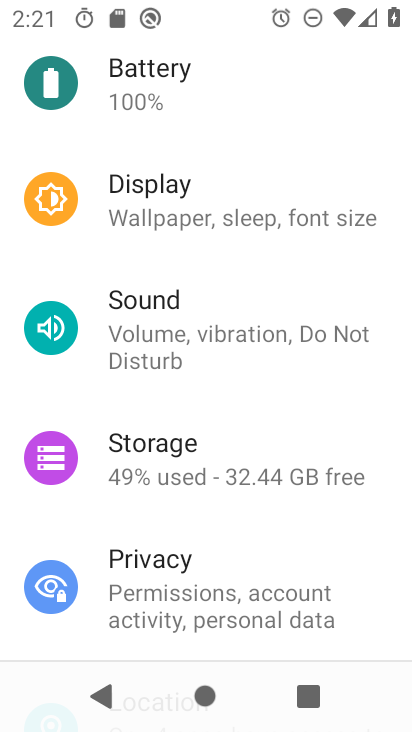 2:21
Battery
100%
Display
Wallpaper, sleep, font size
Sound
Volume, vibration, Do Not
Disturb
Storage
49% used - 32.44 GB free
Privacy
Permissions, account
activity, personal data
Location